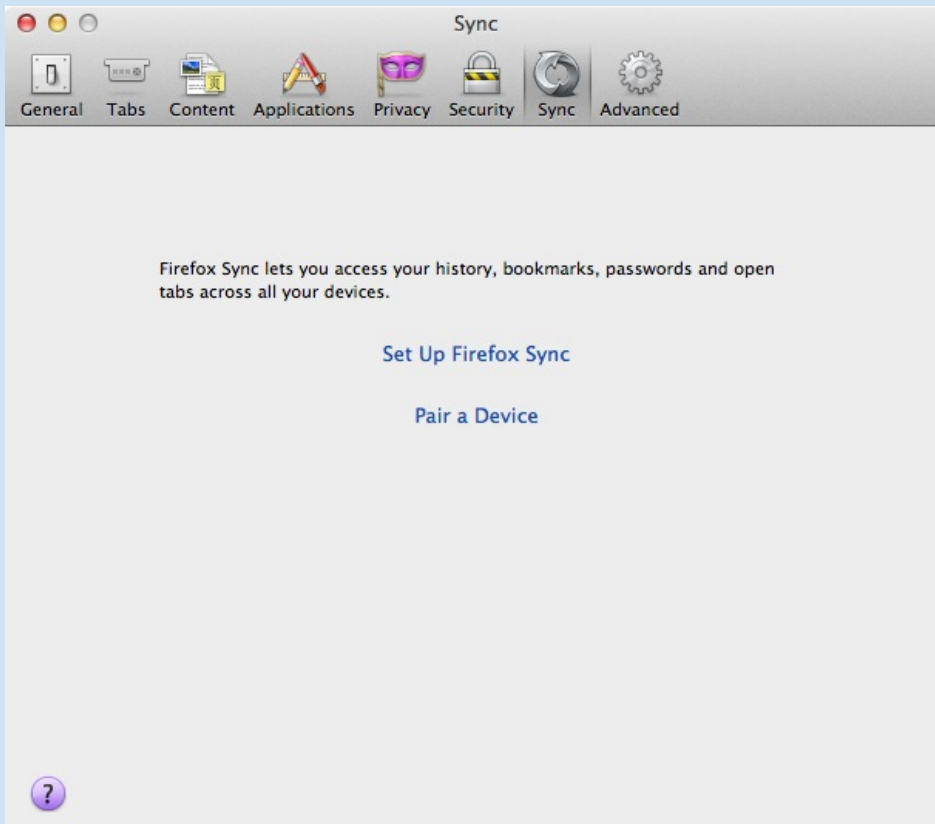 Sync
General Tabs Content Applications Privacy Security Sync Advanced
Firefox Sync lets you access your history, bookmarks, passwords and open
tabs across all your devices.
Set Up Firefox Sync
Pair a Device
?